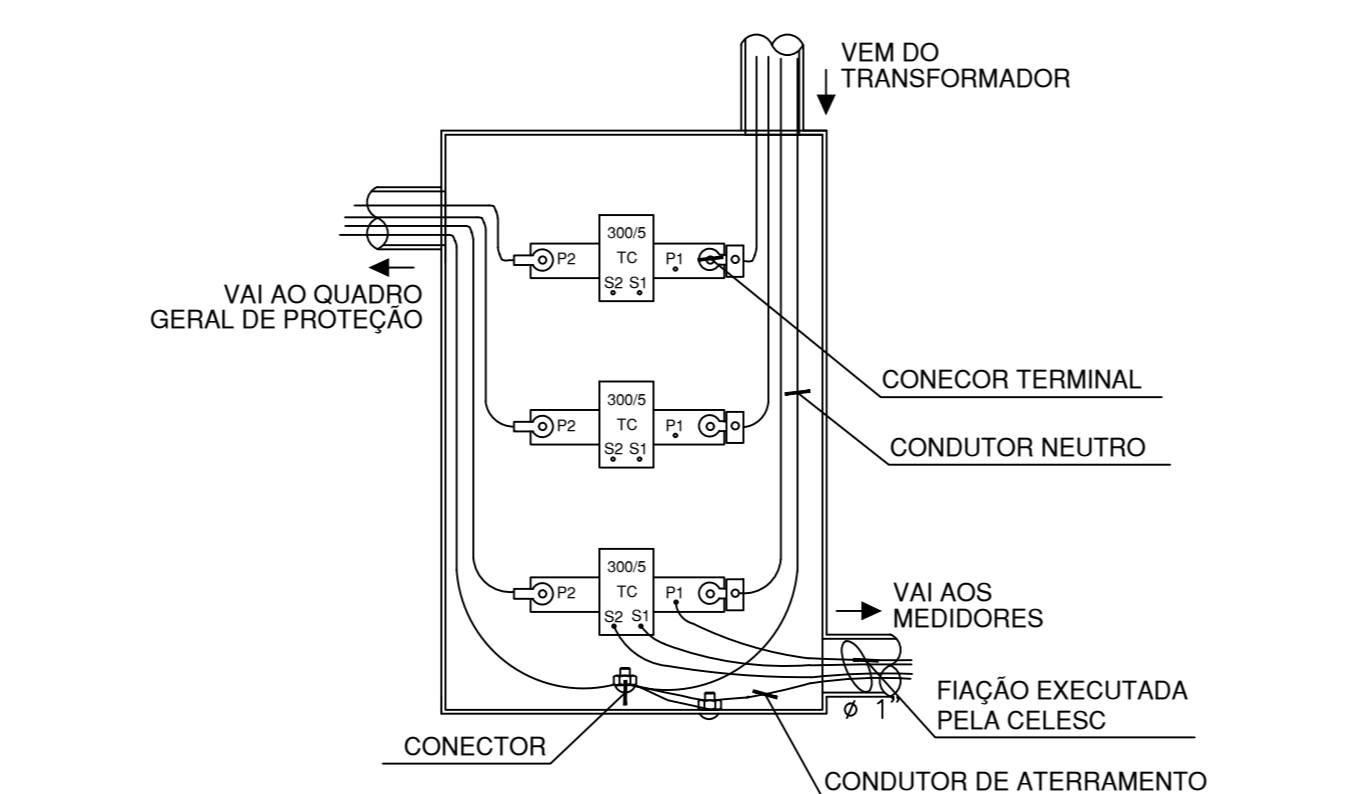 VEM DO
TRANSFORMADOR
300/5
P2 TC P1
S2 S1
VAI AO QUADRO
GERAL DE PROTEÇÃO
CONECOR TERMINAL
300/5
P2 TC P1
S2 S1
CONDUTOR NEUTRO
300/5
P2 TC P1
S2 S1
VAI AOS
MEDIDORES
FIAÇÃO EXECUTADA
PELA CELESC
ø 1"
CONECTOR
CONDUTOR DE ATERRAMENTO